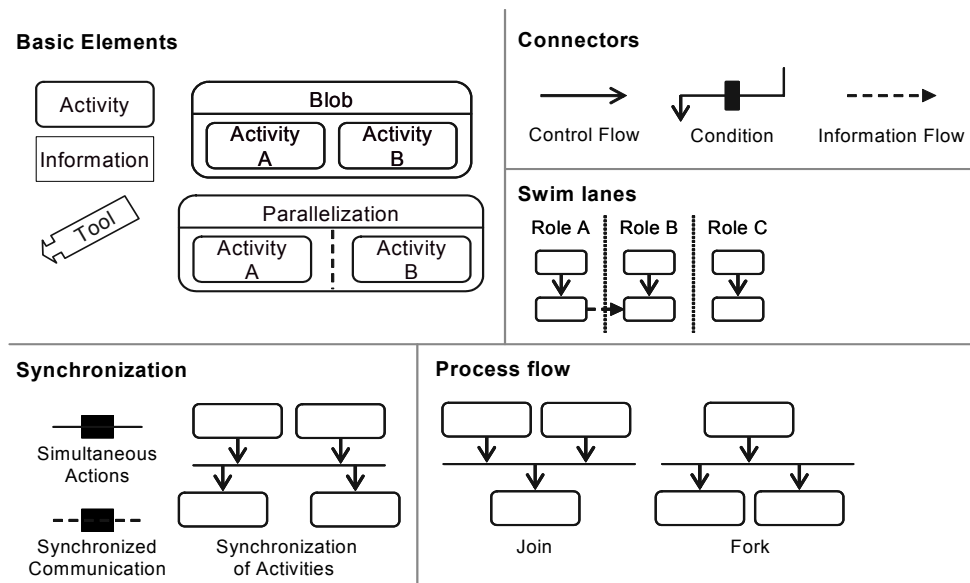 Basic Elements
Activity
Information
Tool
Blob
Activity
A
Activity
B
Parallelization
Activity
A
Activity
B
Connectors
Control Flow
Condition
Information Flow
Swim lanes
Role A
Role B
Role C
Synchronization
Simultaneous
Actions
Synchronized
Communication
Synchronization
of Activities
Process flow
Join
Fork